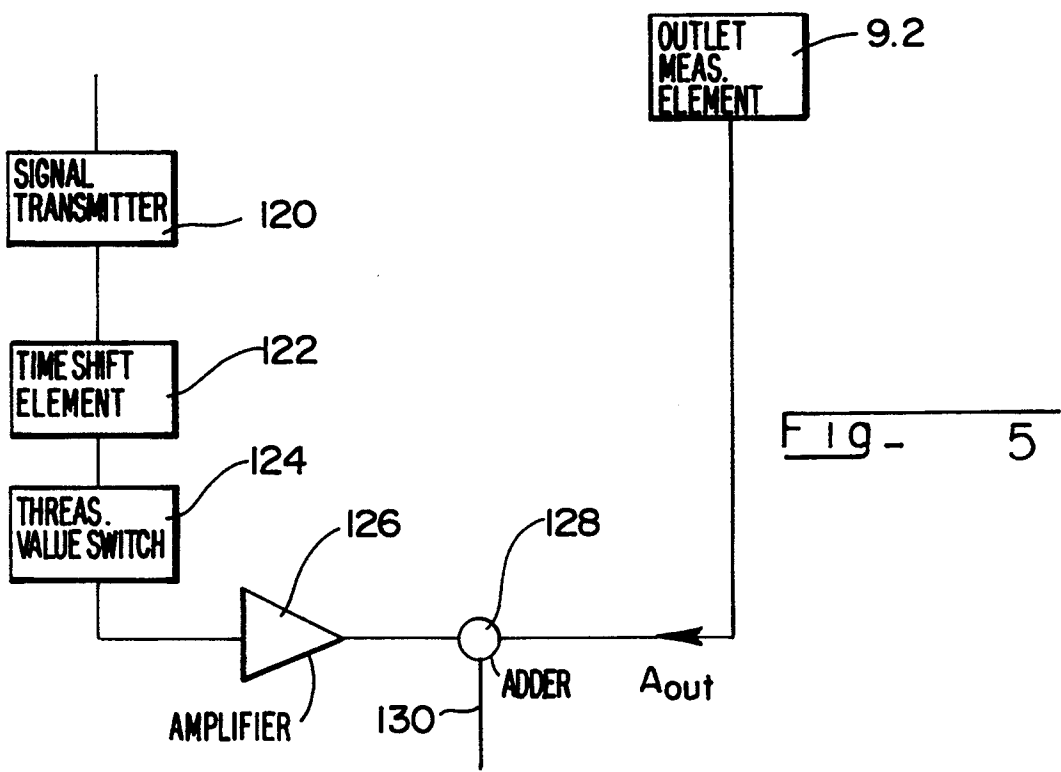 OUTLET
MEAS.
ELEMENT
9.2
SIGNAL
TRANSMITTER
120
TIME SHIFT
ELEMENT
122
Fig- 5
THREAS.
VALUE SWITCH
124
126
128
AMPLIFIER
ADDER
Aout
130